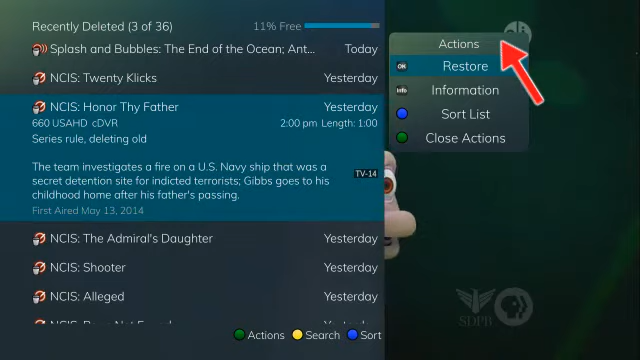 Recently Deleted (3 of 36)
11% Free
Splash and Bubbles: The End of the Ocean; Ant...
Today
NCIS: Twenty Klicks
Yesterday
NCIS: Honor Thy Father
Yesterday
660 USAHD cDVR
2:00 pm Length: 1:00
Series rule, deleting old
The team investigates a fire on a U.S. Navy ship that was a
secret detention site for indicted terrorists; Gibbs goes to his
childhood home after his father's passing.
TV-14
First Aired May 13, 2014
NCIS: The Admiral's Daughter
Yesterday
NCIS: Shooter
Yesterday
NCIS: Alleged
Yesterday
Actions
Search
Sort
Actions
OK
Restore
Info
Information
Sort List
Close Actions
SDPB